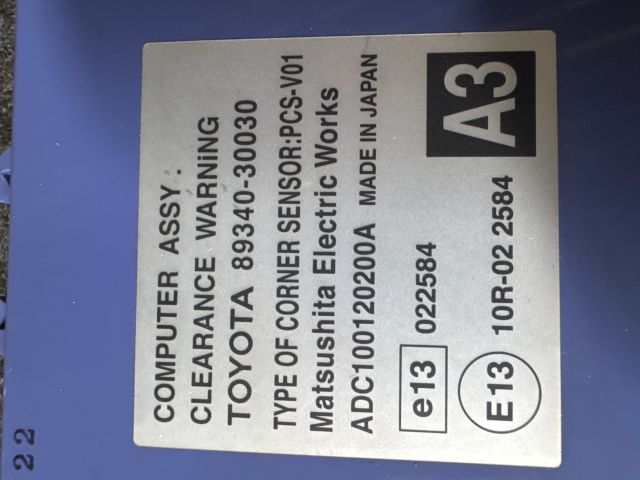 COMPUTER ASSY :
CLEARANCE WARNiNG
TOYOTA 89340-30030
TYPE OF CORNER SENSOR:PCS-V01
Matsushita Electric Works
ADC100120200A MADE IN JAPAN
e13 022584
E13 10R-02 2584
A3
22